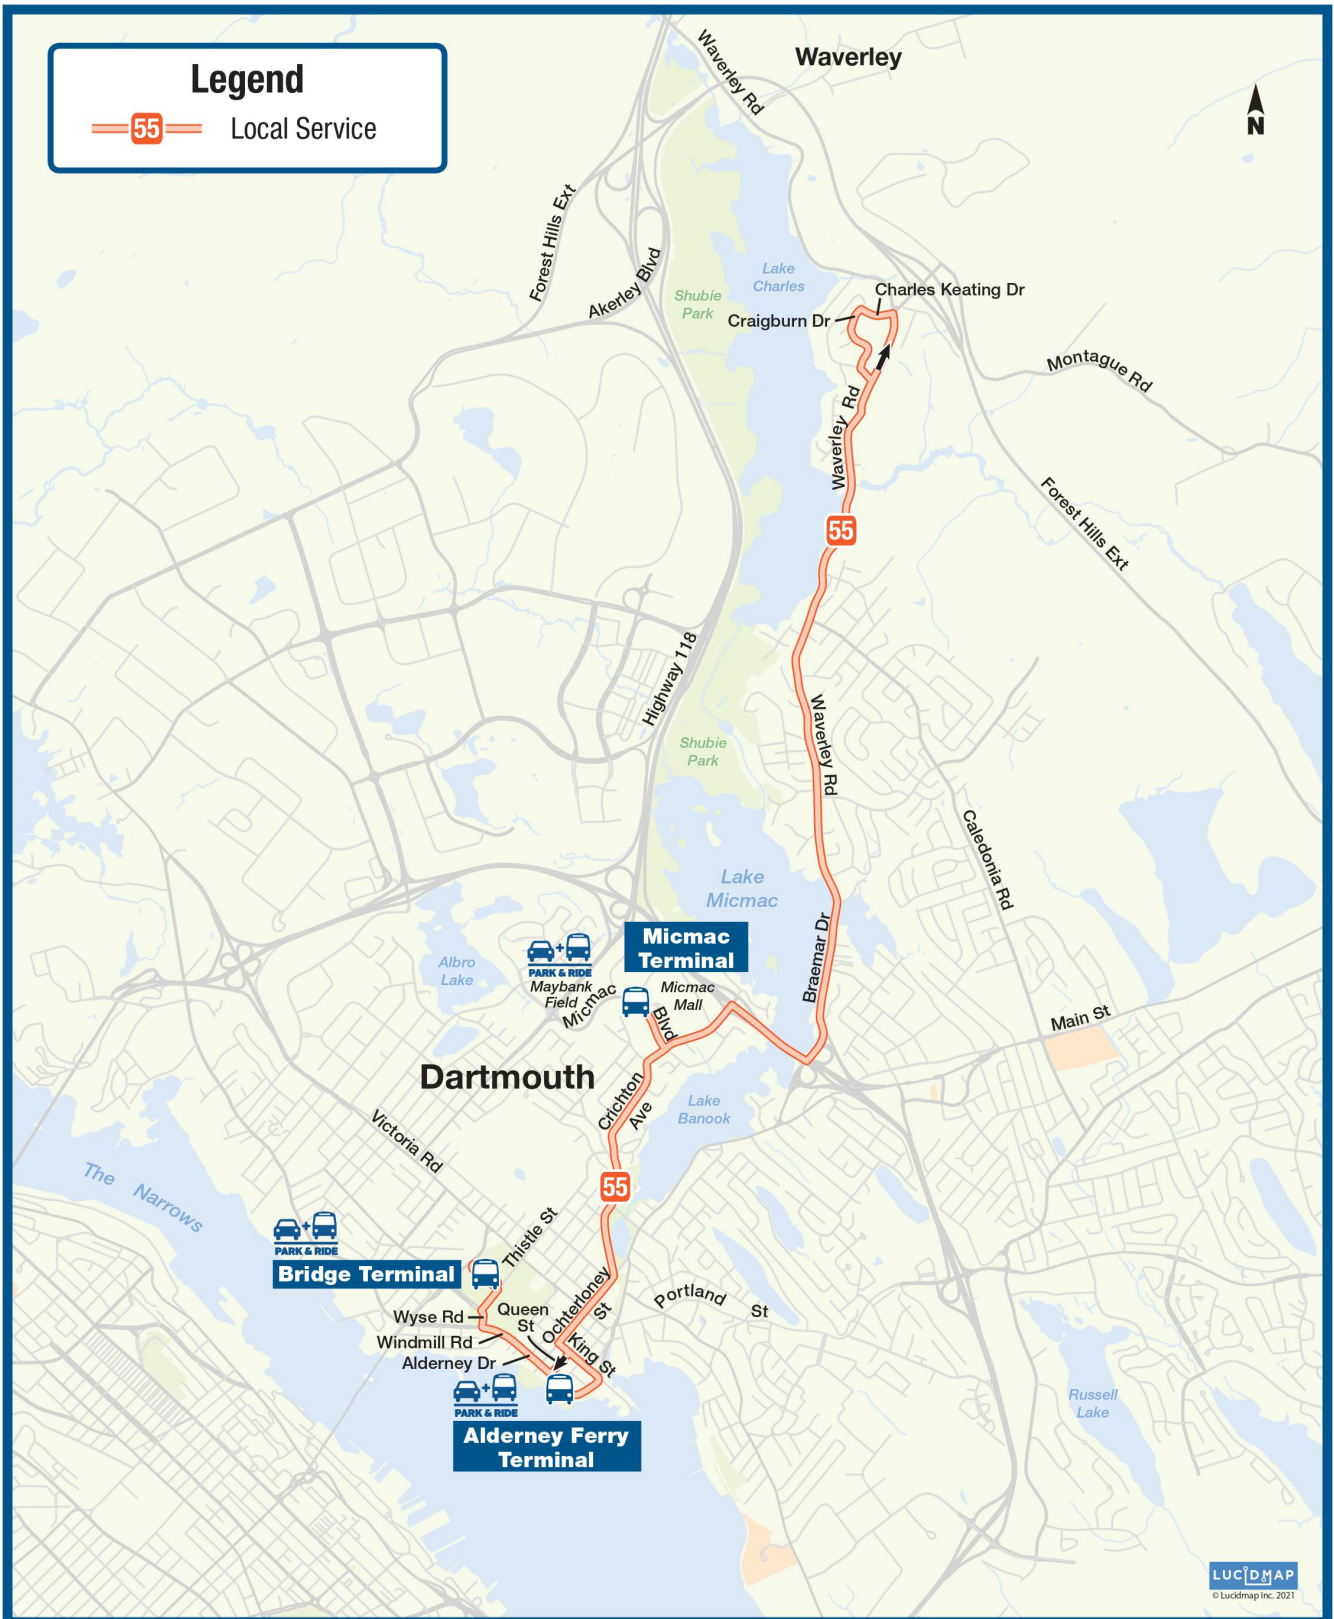 Waverley Rd
Waverley
Legend
55 Local Service
N
Forest Hills Ext
Akerley Blvd
Lake
Charles
Shubie
Park
Charles Keating Dr
Craigburn Dr
Montague Rd
Waverley Rd
Forest Hills Ext
55
Highway 118
Waverley Rd
Shubie
Park
Caledonia Rd
Lake
Micmac
Braemar Dr
Micmac
Terminal
Albro
Lake
PARK & RIDE
Maybank
Field
Micmac
Blvd
Micmac
Mall
Main St
Dartmouth
Crichton
Ave
Lake
Banook
Victoria Rd
The Narrows
55
PARK & RIDE
Bridge Terminal
Thistle St
Wyse Rd
Queen
St
Ochterloney
St
Portland St
Windmill Rd
King St
Alderney Dr
PARK & RIDE
Alderney Ferry
Terminal
Russell
Lake
LUCIDMAP
© Lucidmap Inc. 2021